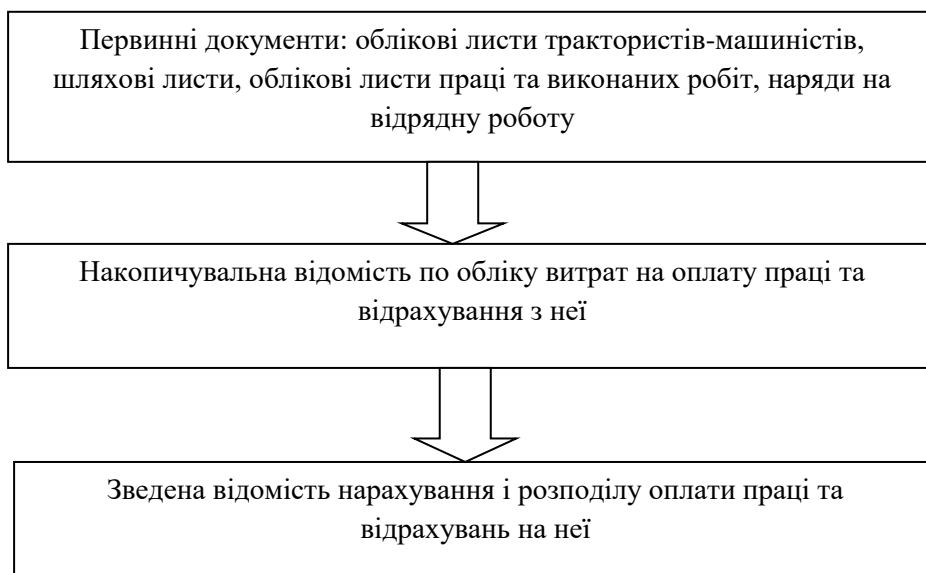 Первинні документи: облікові листи трактористів-машиністів,
шляхові листи, облікові листи праці та виконаних робіт, наряди на
відрядну роботу
Накопичувальна відомість по обліку витрат на оплату праці та
відрахування з неї
Зведена відомість нарахування і розподілу оплати праці та
відрахувань на неї